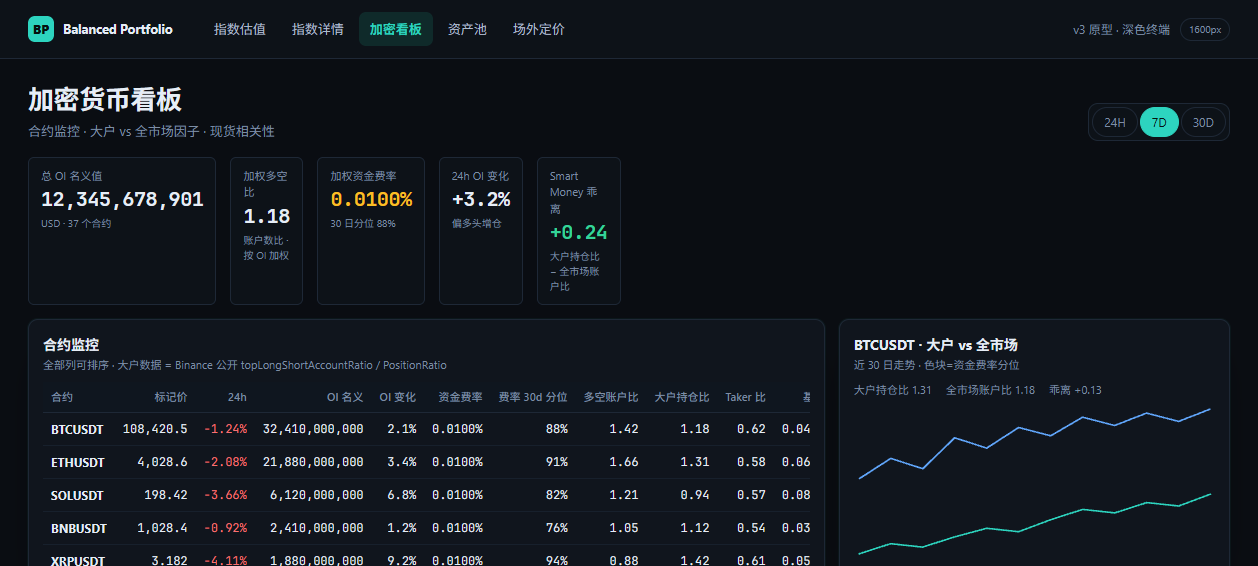 BP Balanced Portfolio 指数估值 指数详情 加密看板 资产池 场外定价 v3 原型 · 深色终端 1600px
加密货币看板
合约监控 · 大户 vs 全市场因子 · 现货相关性
24H 7D 30D
总 OI 名义值
12,345,678,901
USD · 37 个合约
加权多空
比
1.18
账户数比 ·
按 OI 加权
加权资金费率
0.0100%
30 日分位 88%
24h OI 变化
+3.2%
偏多头增仓
Smart
Money 乖
离
+0.24
大户持仓比
− 全市场账
户比
合约监控
全部列可排序 · 大户数据 = Binance 公开 topLongShortAccountRatio / PositionRatio
合约 标记价 24h OI 名义 OI 变化 资金费率 费率 30d 分位 多空账户比 大户持仓比 Taker 比
BTCUSDT 108,420.5 -1.24% 32,410,000,000 2.1% 0.0100% 88% 1.42 1.18 0.62 0.04
ETHUSDT 4,028.6 -2.08% 21,880,000,000 3.4% 0.0100% 91% 1.66 1.31 0.58 0.06
SOLUSDT 198.42 -3.66% 6,120,000,000 6.8% 0.0100% 82% 1.21 0.94 0.57 0.08
BNBUSDT 1,028.4 -0.92% 2,410,000,000 1.2% 0.0100% 76% 1.05 1.12 0.54 0.03
XRPUSDT 3.182 -4.11% 1,880,000,000 9.2% 0.0100% 94% 0.88 1.42 0.61 0.05
BTCUSDT · 大户 vs 全市场
近 30 日走势 · 色块=资金费率分位
大户持仓比 1.31 全市场账户比 1.18 乖离 +0.13